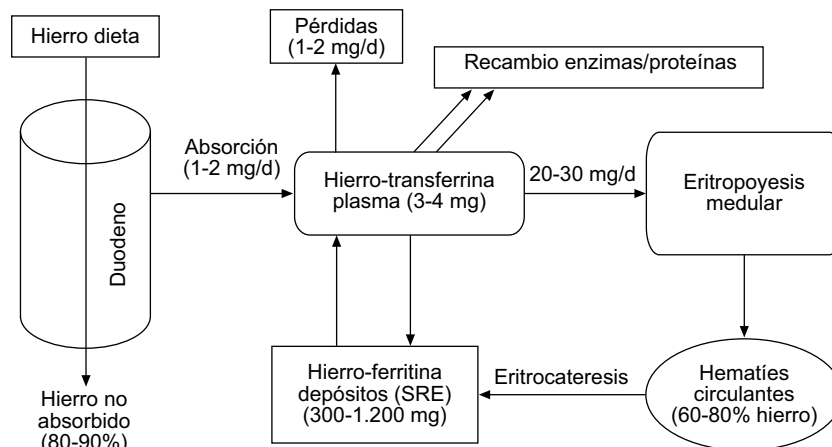 Hierro dieta
Pérdidas
(1-2 mg/d)
Recambio enzimas/proteínas
Duodeno
Absorción
(1-2 mg/d)
Hierro-transferrina
plasma (3-4 mg)
20-30 mg/d
Eritropoyesis
medular
Hierro no
absorbido
(80-90%)
Hierro-ferritina
depósitos (SRE)
(300-1.200 mg)
Eritrocateresis
Hematíes
circulantes
(60-80% hierro)